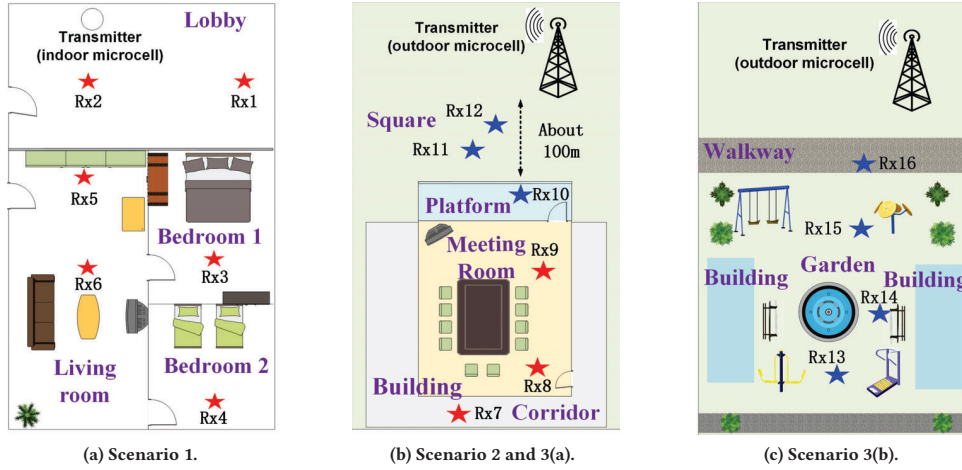 Lobby
Transmitter
(indoor microcell)
Rx2
Rx1
Rx5
Bedroom 1
Rx3
Rx6
Living
room
Bedroom 2
Rx4
(a) Scenario 1.
Transmitter
(outdoor microcell)
Rx12
Square
Rx11
About
100m
Rx10
Platform
Meeting
Room
Rx9
Rx8
Building
Rx7
Corridor
(b) Scenario 2 and 3(a).
Transmitter
(outdoor microcell)
Walkway
Rx16
Rx15
Building
Garden
Building
Rx14
Rx13
(c) Scenario 3(b).